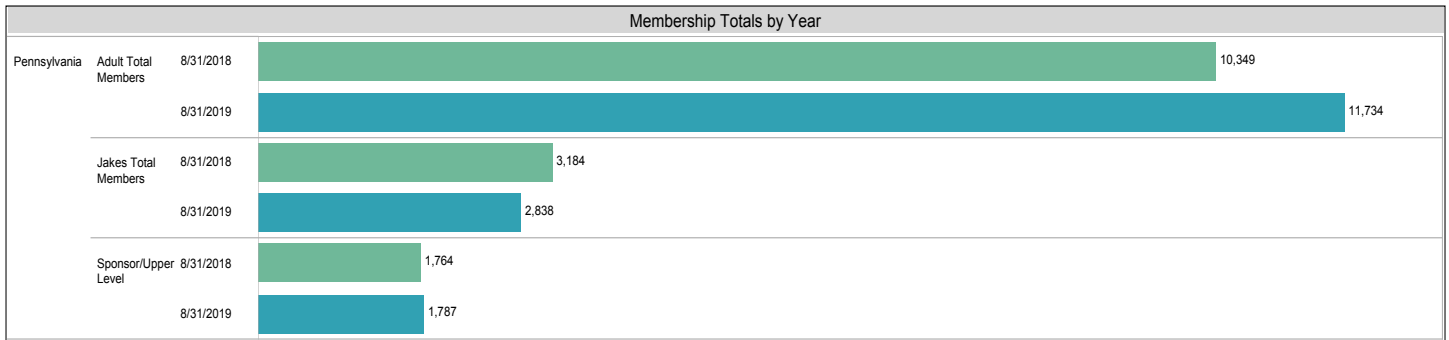 Membership Totals by Year
Pennsylvania
Adult Total
Members
8/31/2018
10,349
8/31/2019
11,734
Jakes Total
Members
8/31/2018
3,184
8/31/2019
2,838
Sponsor/Upper
Level
8/31/2018
1,764
8/31/2019
1,787